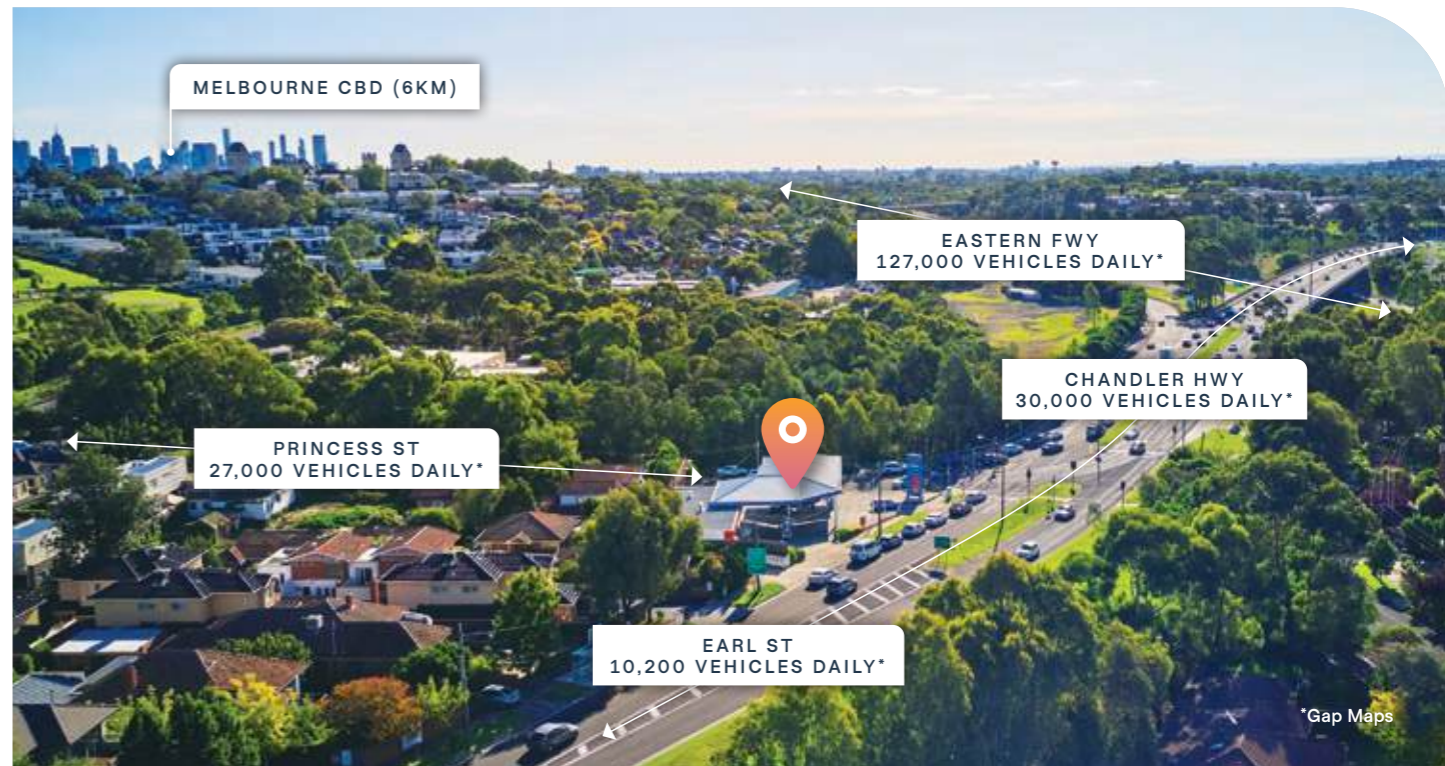 MELBOURNE CBD (6KM)
EASTERN FWY
127,000 VEHICLES DAILY*
CHANDLER HWY
30,000 VEHICLES DAILY*
PRINCESS ST
27,000 VEHICLES DAILY*
EARL ST
10,200 VEHICLES DAILY*
*Gap Maps